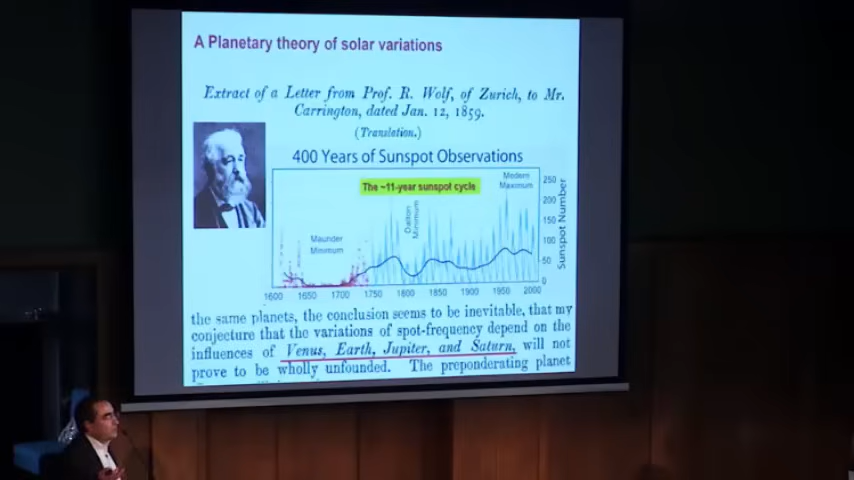 A Planetary theory of solar variations
Extract of a Letter from Prof. R. Wolf, of Zurich, to Mr.
Carrington, dated Jan. 12, 1859.
(Translation.)
400 Years of Sunspot Observations
The ~11-year sunspot cycle
Modern
Maximum
Dalton
Minimum
Maunder
Minimum
250
200
150
100
50
0
Sunspot Number
1600 1650 1700 1750 1800 1850 1900 1950 2000
the same planets, the conclusion seems to be inevitable, that my
conjecture that the variations of spot-frequency depend on the
influences of Venus, Earth, Jupiter, and Saturn, will not
prove to be wholly unfounded. The preponderating planet